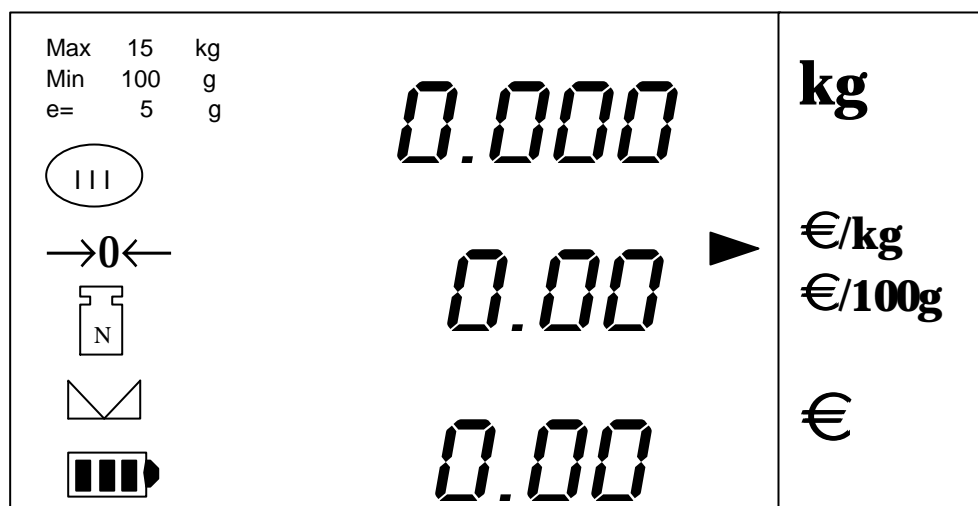 Max 15 kg
Min 100 g
e= 5 g
III
0.000 kg
→0←
0.00 €/kg
€/100g
N
0.00 €